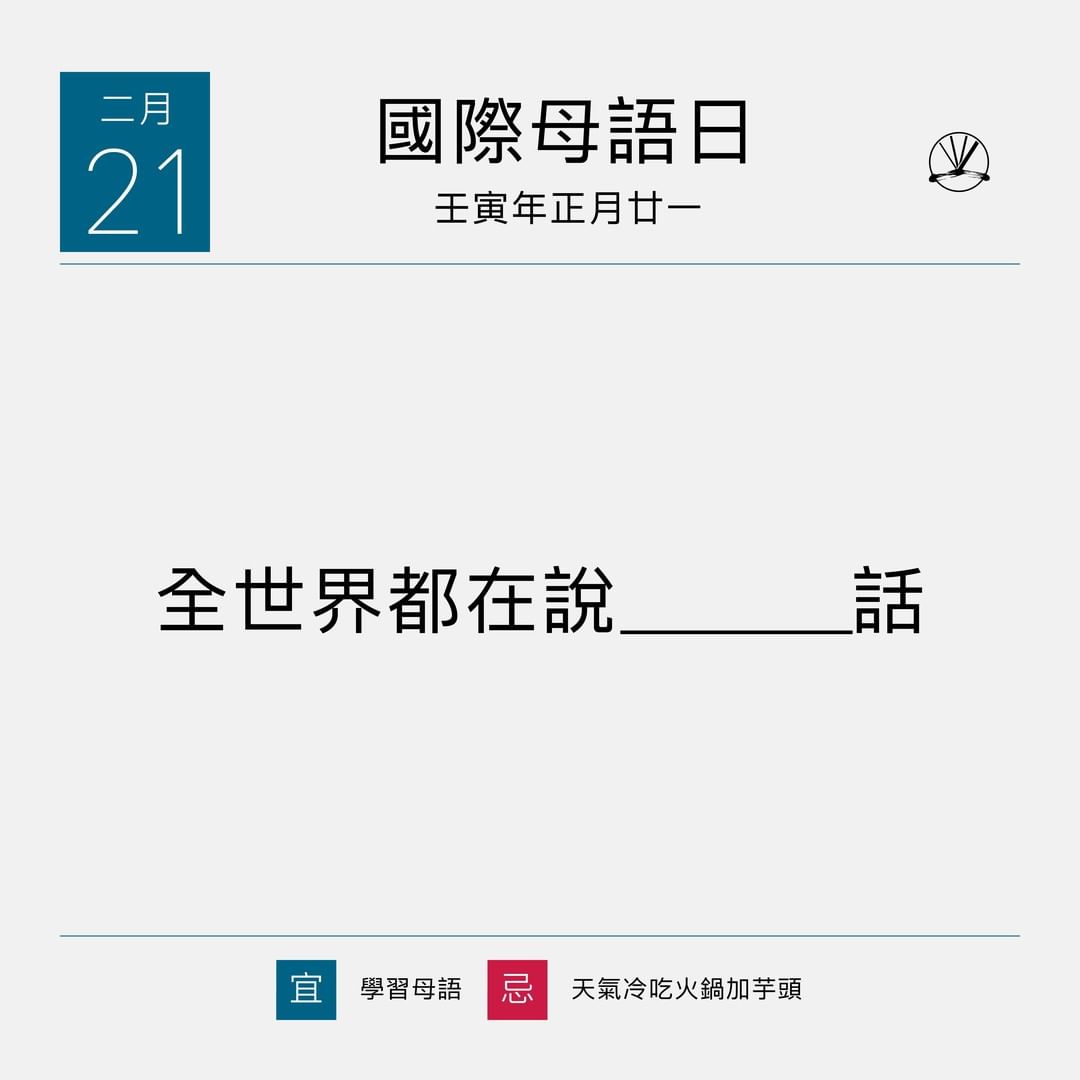 二月
21
國際母語日
壬寅年正月廿一
全世界都在說______話
宜 學習母語 忌 天氣冷吃火鍋加芋頭